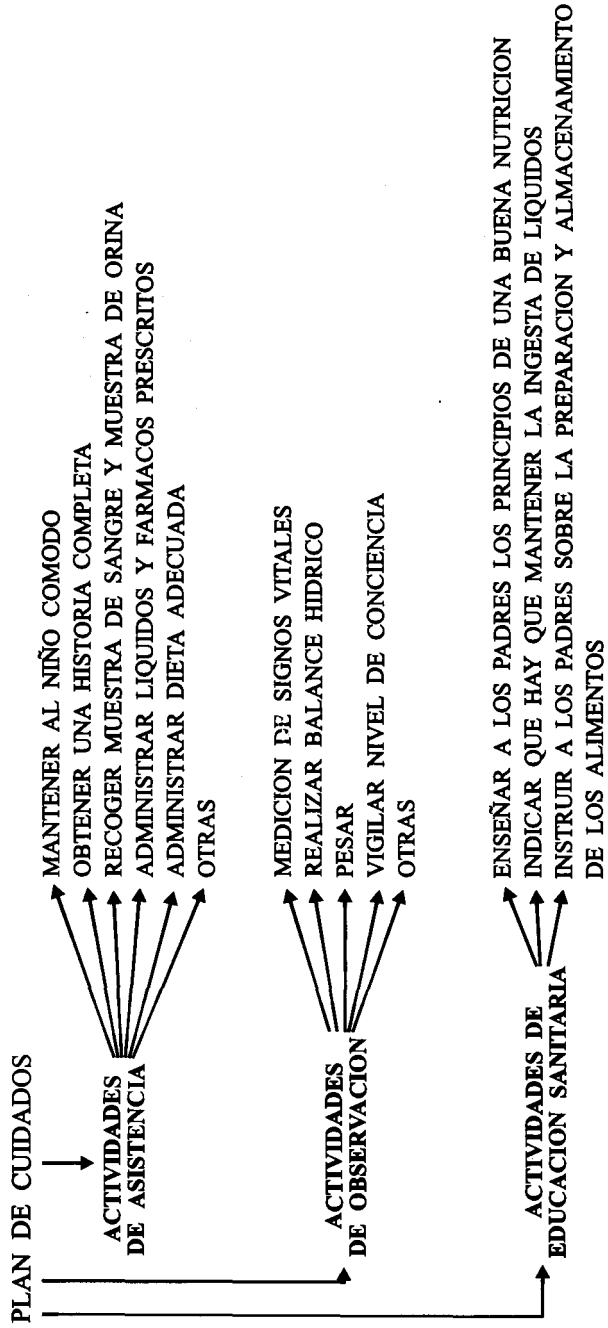 PLAN DE CUIDADOS
ACTIVIDADES
DE ASISTENCIA
MANTENER AL NIÑO COMODO
OBTENER UNA HISTORIA COMPLETA
RECOGER MUESTRA DE SANGRE Y MUESTRA DE ORINA
ADMINISTRAR LIQUIDOS Y FARMACOS PRESCRITOS
ADMINISTRAR DIETA ADECUADA
OTRAS
ACTIVIDADES
DE OBSERVACION
MEDICION DE SIGNOS VITALES
REALIZAR BALANCE HIDRICO
PESAR
VIGILAR NIVEL DE CONCIENCIA
OTRAS
ACTIVIDADES DE
EDUCACION SANITARIA
ENSEÑAR A LOS PADRES LOS PRINCIPIOS DE UNA BUENA NUTRICION
INDICAR QUE HAY QUE MANTENER LA INGESTA DE LIQUIDOS
INSTRUIR A LOS PADRES SOBRE LA PREPARACION Y ALMACENAMIENTO
DE LOS ALIMENTOS